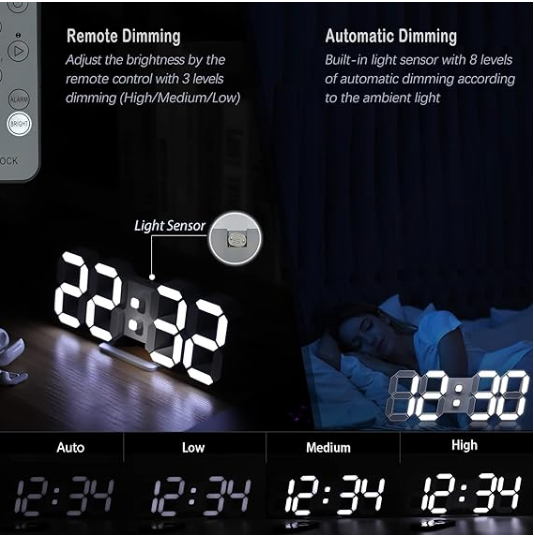 Remote Dimming
Adjust the brightness by the
remote control with 3 levels
dimming (High/Medium/Low)
Automatic Dimming
Built-in light sensor with 8 levels
of automatic dimming according
to the ambient light
ALARM
BRIGHT
OCK
Light Sensor
22:32
12:30
Auto
Low
Medium
High
12:34
12:34
12:34
12:34